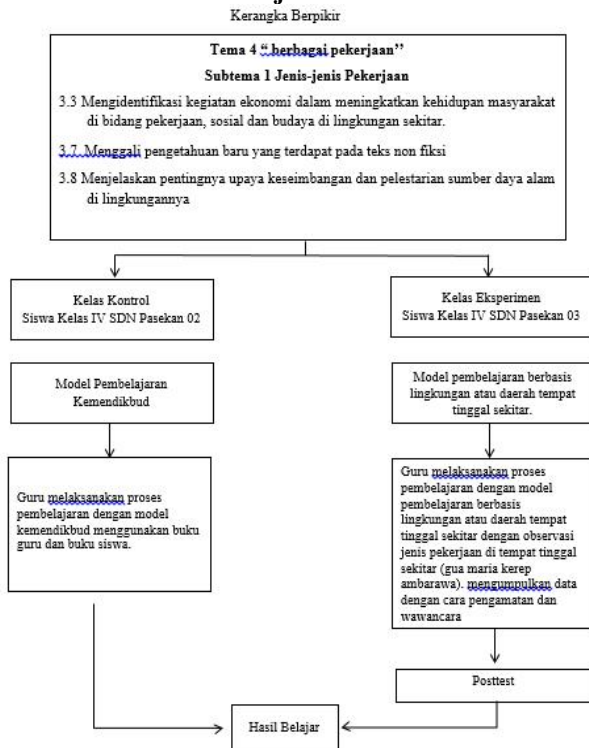 Kerangka Berpikir
Tema 4 “ berbagai pekerjaan’’
Subtema 1 Jenis-jenis Pekerjaan
3.3 Mengidentifikasi kegiatan ekonomi dalam meningkatkan kehidupan masyarakat
di bidang pekerjaan, sosial dan budaya di lingkungan sekitar.
3.7. Menggali pengetahuan baru yang terdapat pada teks non fiksi
3.8 Menjelaskan pentingnya upaya keseimbangan dan pelestarian sumber daya alam
di lingkungannya
Kelas Kontrol
Siswa Kelas IV SDN Pasekan 02
Kelas Eksperimen
Siswa Kelas IV SDN Pasekan 03
Model Pembelajaran
Kemendikbud
Model pembelajaran berbasis
lingkungan atau daerah tempat
tinggal sekitar.
Guru melaksanakan proses
pembelajaran dengan model
kemendikbud menggunakan buku
guru dan buku siswa.
Guru melaksanakan proses
pembelajaran dengan model
pembelajaran berbasis
lingkungan atau daerah tempat
tinggal sekitar dengan observasi
jenis pekerjaan di tempat tinggal
sekitar (gua maria kerep
ambarawa). mengumpulkan data
dengan cara pengamatan dan
wawancara
Posttest
Hasil Belajar